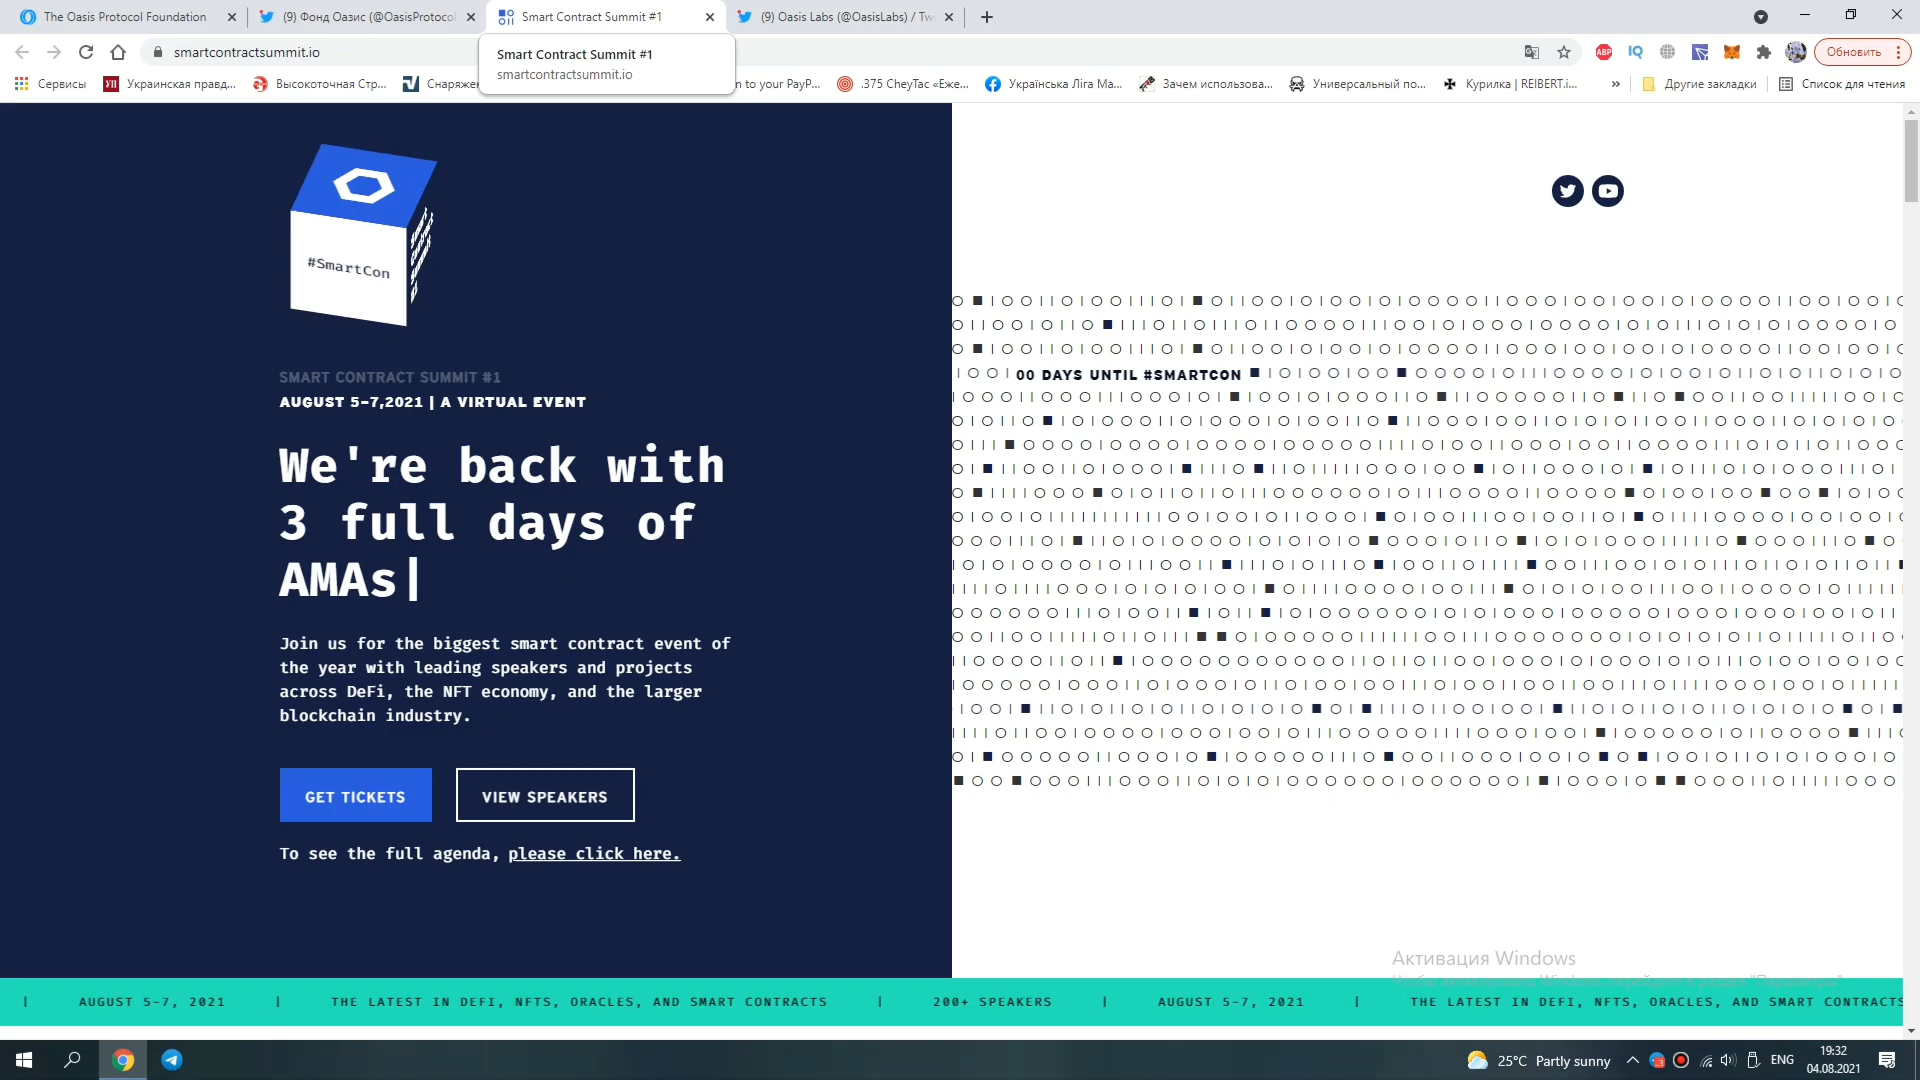 The Oasis Protocol Foundation
(9) Фонд Оазис (@OasisProtocol
Smart Contract Summit #1
(9) Oasis Labs (@OasisLabs) / Tw
smartcontractsummit.io
Обновить
Smart Contract Summit #1
smartcontractsummit.io
Сервисы
Украинская правд...
Высокоточная Стр...
Снаряжен
n to your PayP...
.375 CheyTac «Еже...
Українська Ліга Ма...
Зачем использова...
Универсальный по...
Курилка | REIBERT.i...
»
Другие закладки
Список для чтения
#SmartCon
00 DAYS UNTIL #SMARTCON
SMART CONTRACT SUMMIT #1
AUGUST 5-7,2021 | A VIRTUAL EVENT
We're back with
3 full days of
AMAs|
Join us for the biggest smart contract event of
the year with leading speakers and projects
across DeFi, the NFT economy, and the larger
blockchain industry.
GET TICKETS
VIEW SPEAKERS
To see the full agenda, please click here.
Активация Windows
| AUGUST 5-7, 2021 | THE LATEST IN DEFI, NFTS, ORACLES, AND SMART CONTRACTS | 200+ SPEAKERS | AUGUST 5-7, 2021 | THE LATEST IN DEFI, NFTS, ORACLES, AND SMART CONTRACTS
25°C Partly sunny
ENG
19:32
04.08.2021